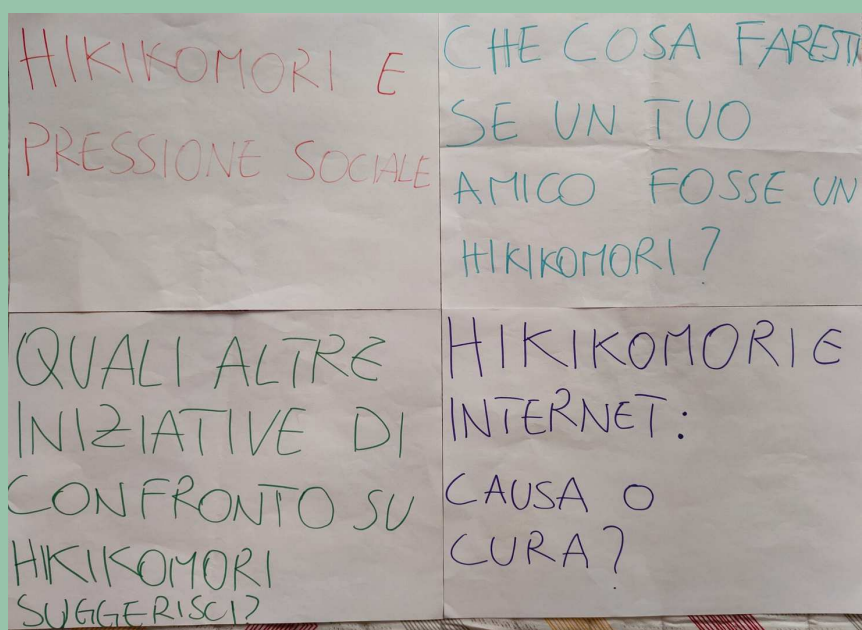 HIKIKOMORI E
PRESSIONE SOCIALE
CHE COSA FARESTI
SE UN TUO
AMICO FOSSE UN
HIKIKOMORI?
QUALI ALTRE
INIZIATIVE DI
CONFRONTO SU
HIKIKOMORI
SUGGERISCI?
HIKIKOMORI E
INTERNET:
CAUSA O
CURA?